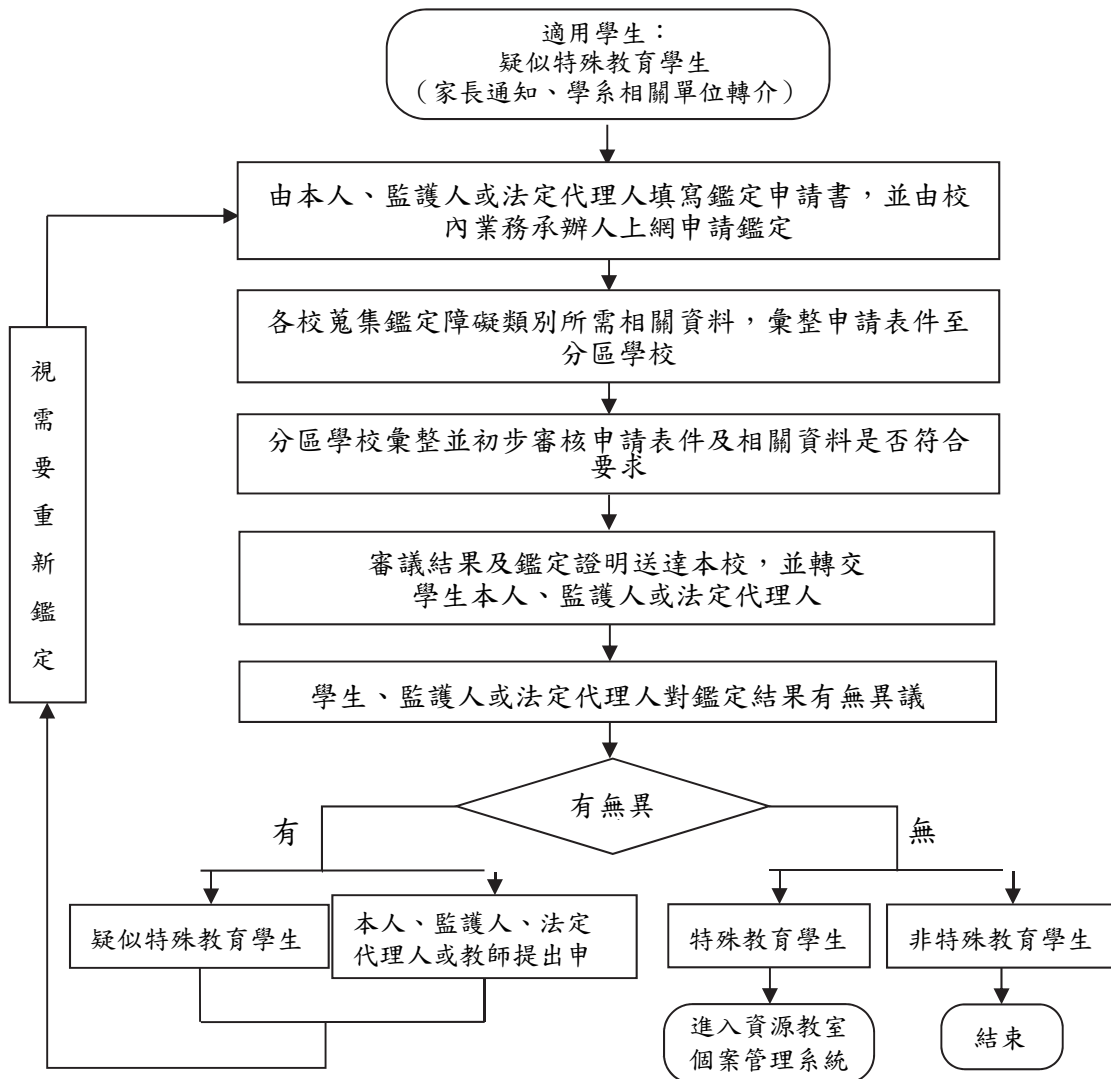 適用學生：
疑似特殊教育學生
（家長通知、學系相關單位轉介）
由本人、監護人或法定代理人填寫鑑定申請書，並由校
內業務承辦人上網申請鑑定
各校蒐集鑑定障礙類別所需相關資料，彙整申請表件至
分區學校
分區學校彙整並初步審核申請表件及相關資料是否符合
要求
審議結果及鑑定證明送達本校，並轉交
學生本人、監護人或法定代理人
學生、監護人或法定代理人對鑑定結果有無異議
有無異
有
無
疑似特殊教育學生
本人、監護人、法定
代理人或教師提出申
特殊教育學生
非特殊教育學生
進入資源教室
個案管理系統
結束
視需要重新鑑定